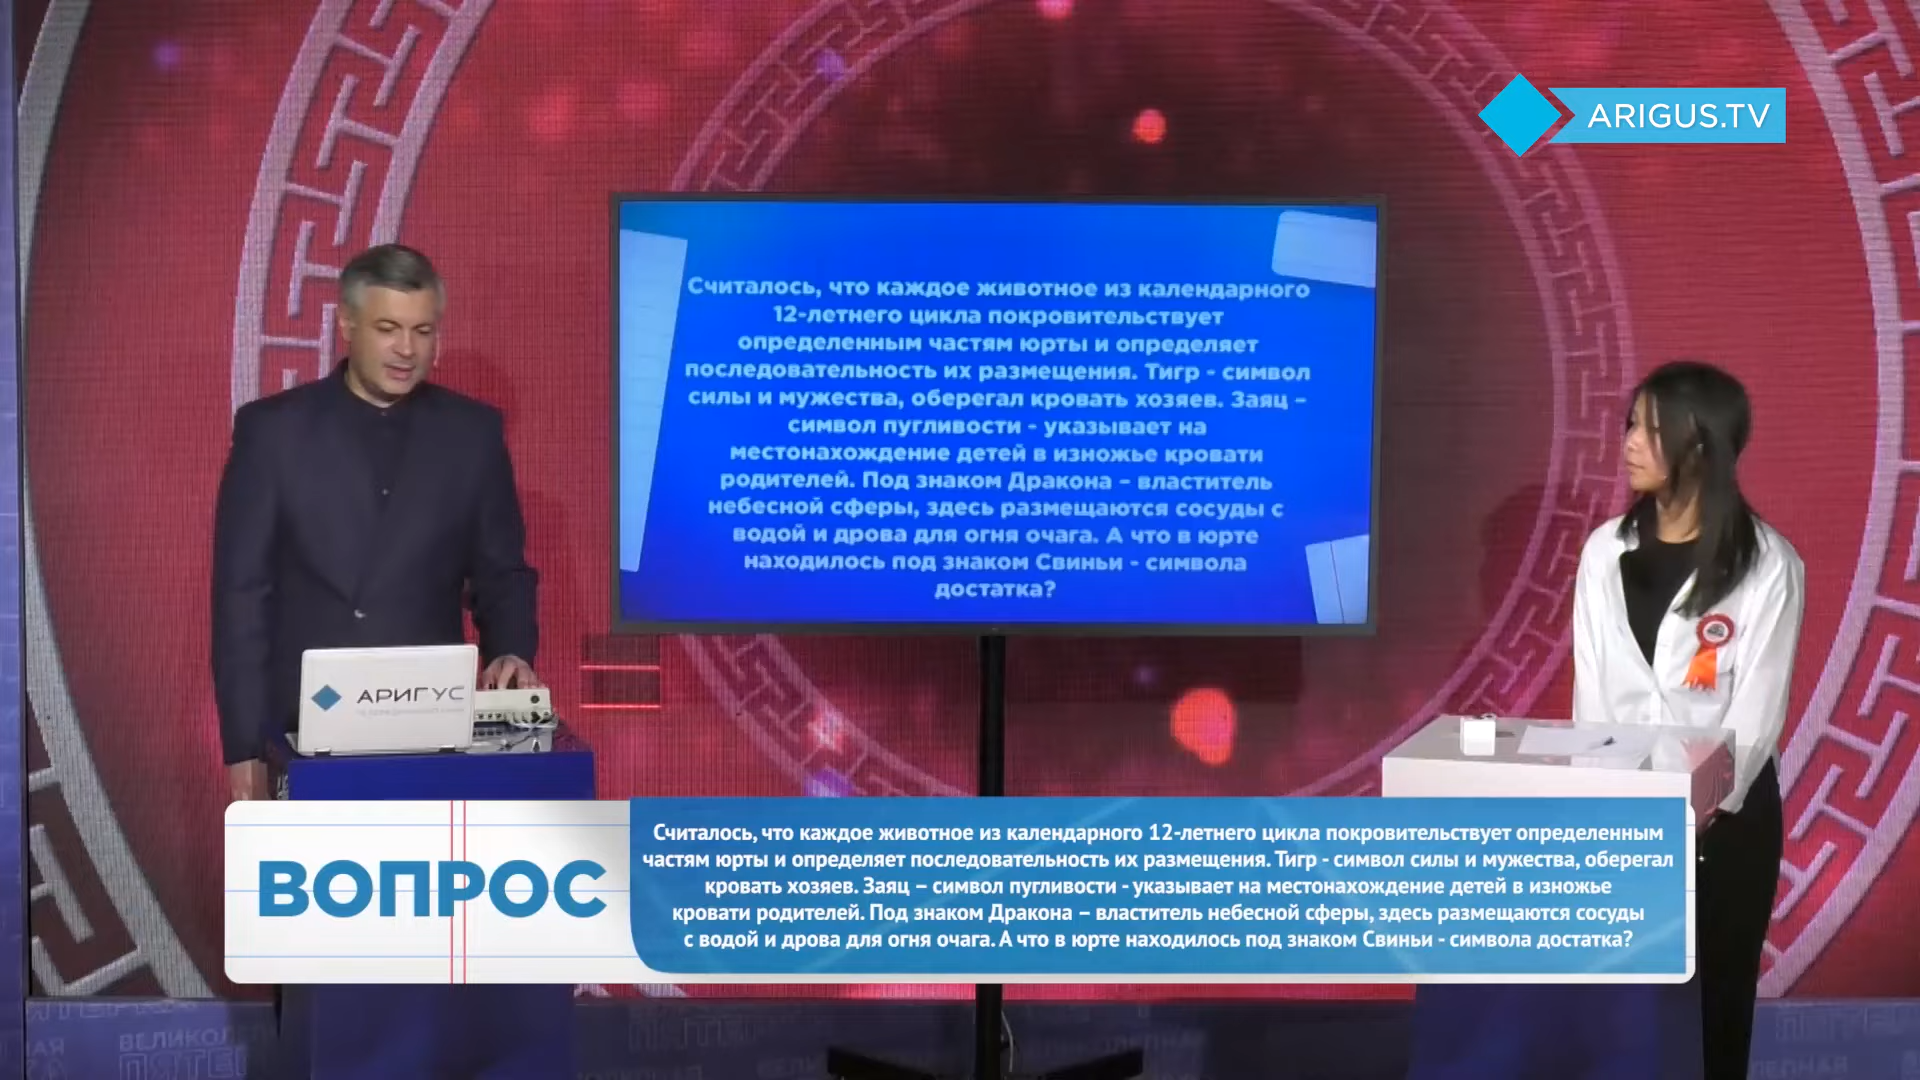 ARIGUS.TV
Считалось, что каждое животное из календарного
12-летнего цикла покровительствует
определенным частям юрты и определяет
последовательность их размещения. Тигр - символ
силы и мужества, оберегал кровать хозяев. Заяц –
символ пугливости - указывает на
местонахождение детей в изножье кровати
родителей. Под знаком Дракона – властитель
небесной сферы, здесь размещаются сосуды с
водой и дрова для огня очага. А что в юрте
находилось под знаком Свиньи - символа
достатка?
АРИГУС
ВОПРОС
Считалось, что каждое животное из календарного 12-летнего цикла покровительствует определенным
частям юрты и определяет последовательность их размещения. Тигр - символ силы и мужества, оберегал
кровать хозяев. Заяц – символ пугливости - указывает на местонахождение детей в изножье
кровати родителей. Под знаком Дракона – властитель небесной сферы, здесь размещаются сосуды
с водой и дрова для огня очага. А что в юрте находилось под знаком Свиньи - символа достатка?